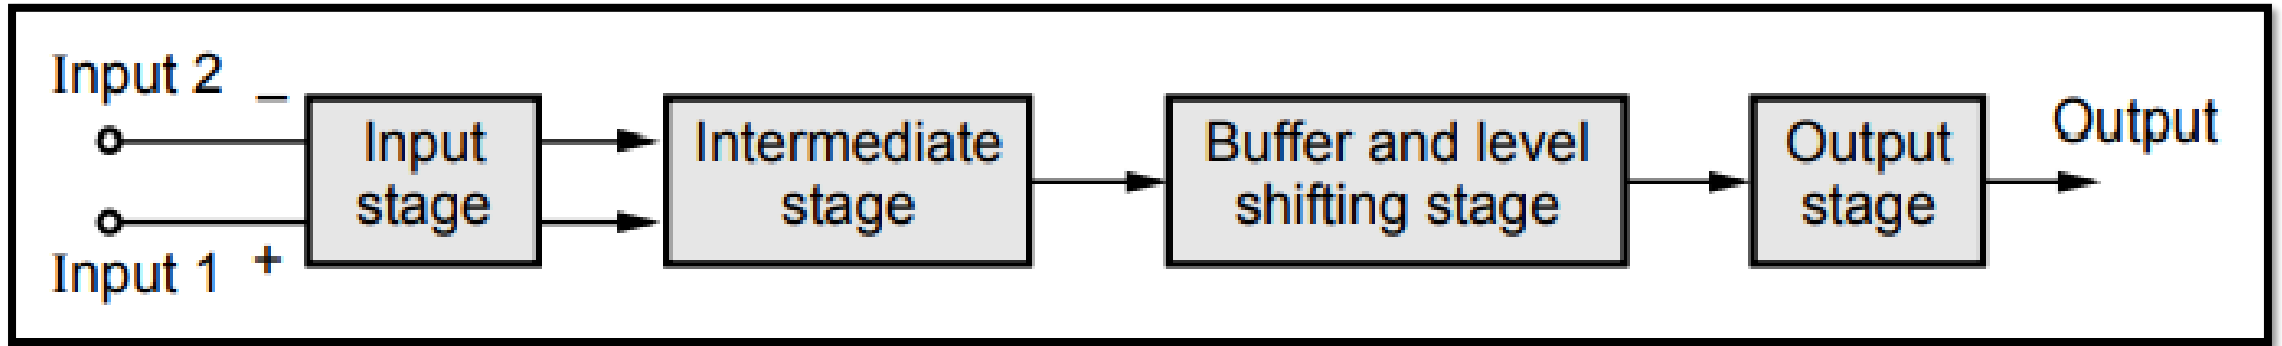 Input 2 –
Input
stage
Intermediate
stage
Buffer and level
shifting stage
Output
stage
Output
Input 1 +